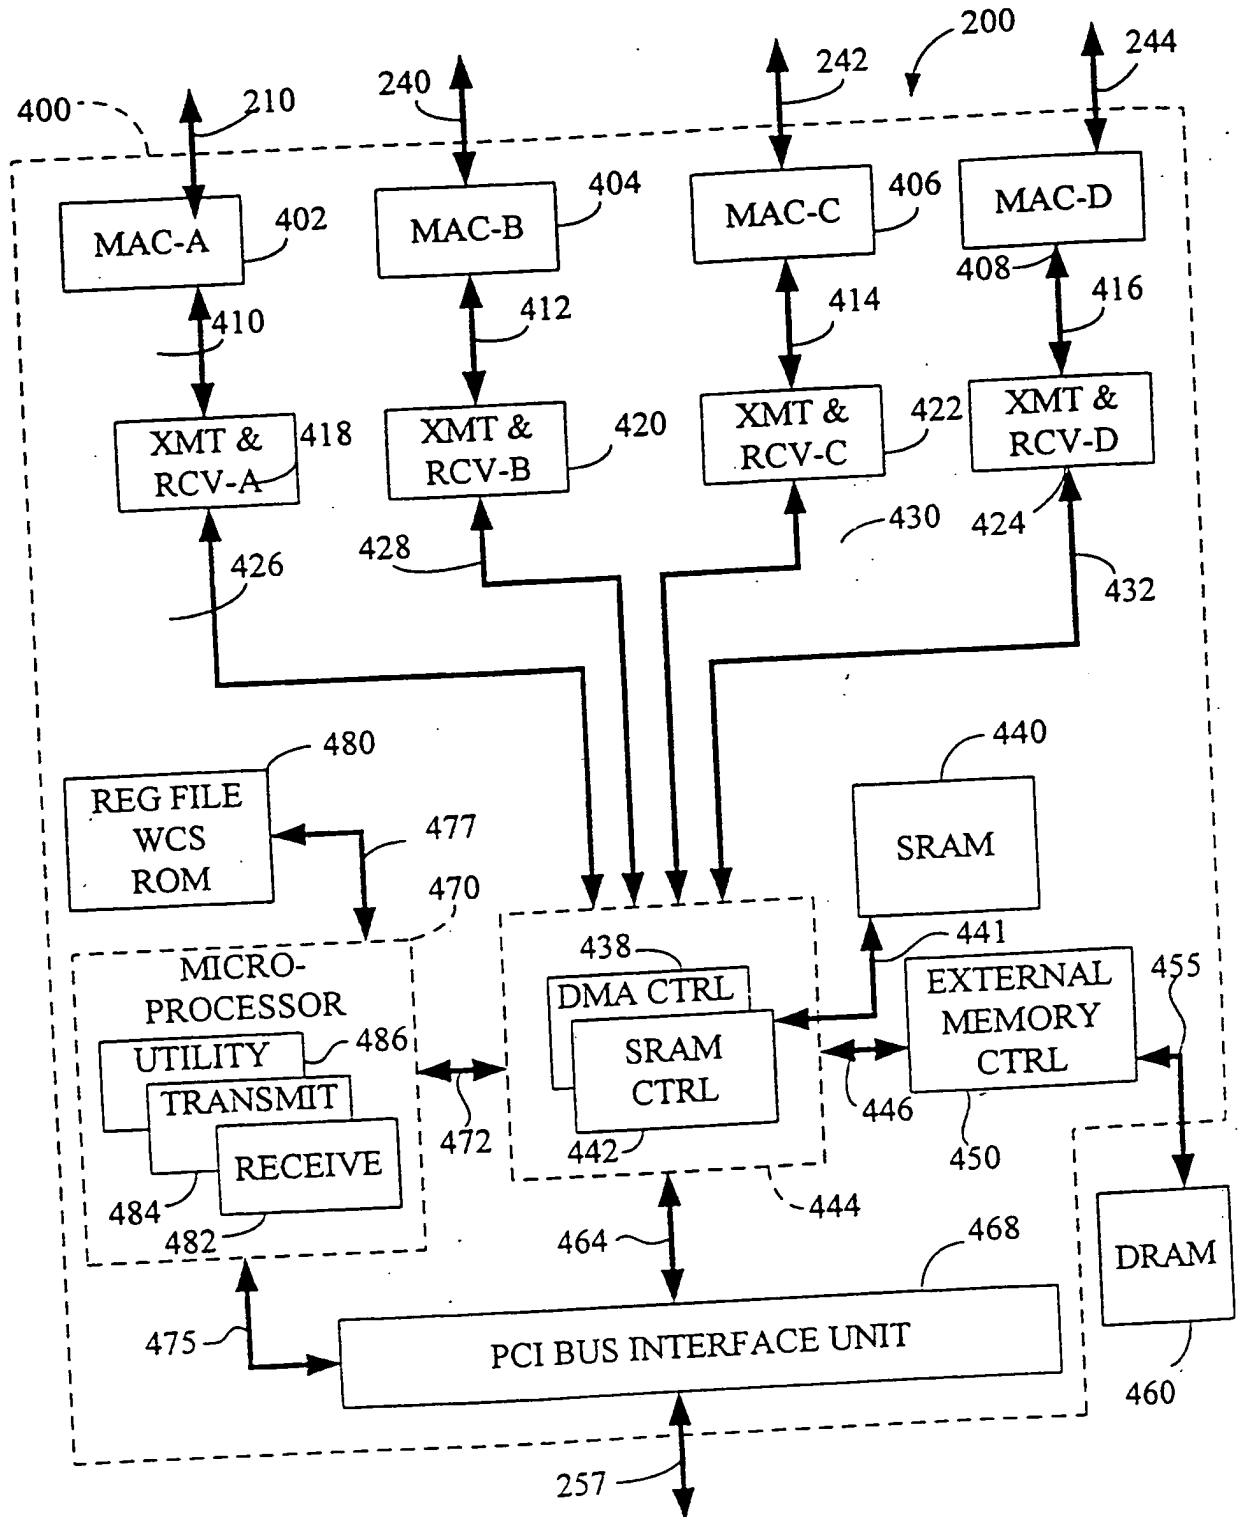 200
244
242
240
210
400
MAC-A
402
MAC-B
404
MAC-C
406
MAC-D
408
410
412
414
416
XMT &
RCV-A
418
XMT &
RCV-B
420
XMT &
RCV-C
422
XMT &
RCV-D
424
426
428
430
432
480
REG FILE
WCS
ROM
477
470
440
SRAM
441
438
DMA CTRL
SRAM
CTRL
442
444
EXTERNAL
MEMORY
CTRL
446
450
455
MICRO-
PROCESSOR
UTILITY
486
TRANSMIT
484
RECEIVE
482
472
464
468
475
PCI BUS INTERFACE UNIT
DRAM
460
257